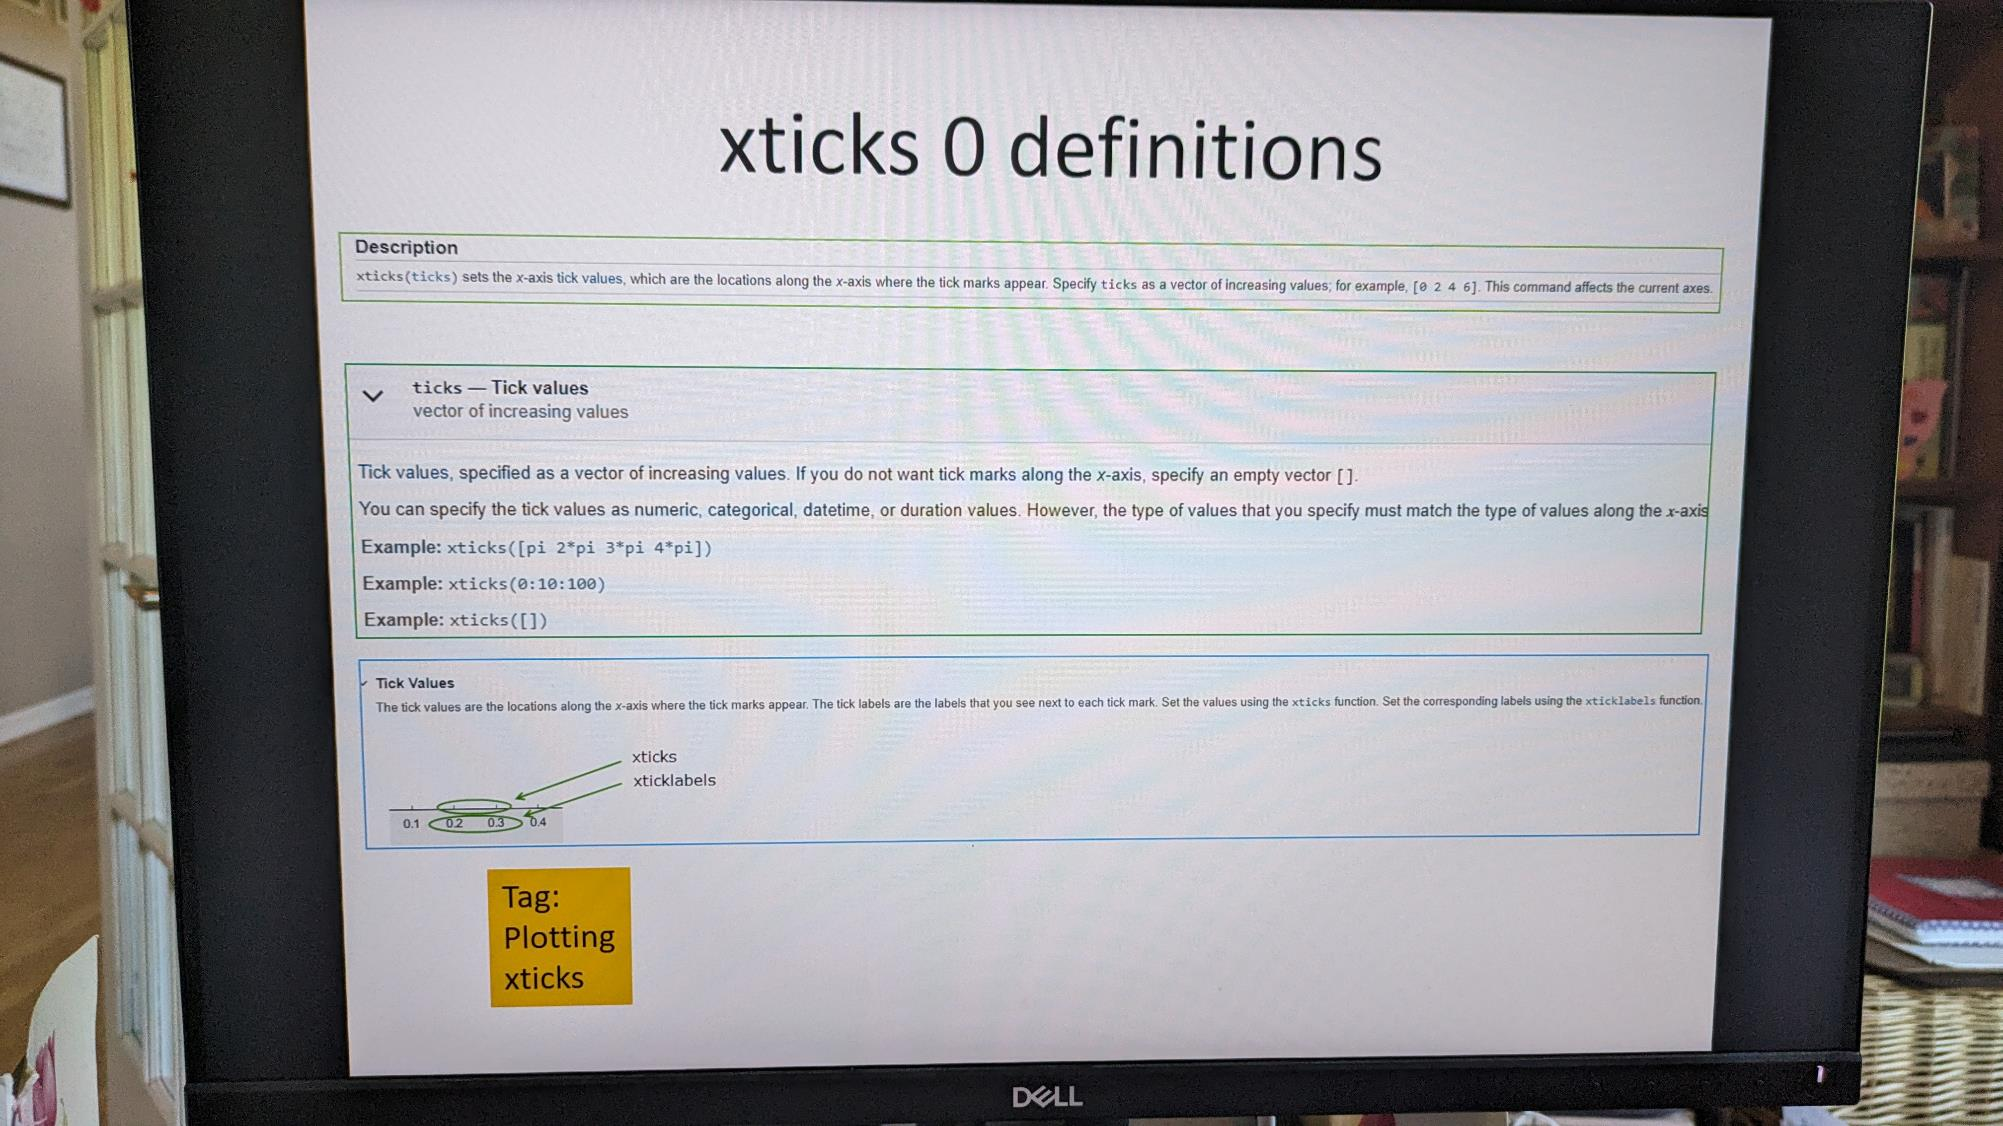 xticks 0 definitions
Description
xticks(ticks) sets the x-axis tick values, which are the locations along the x-axis where the tick marks appear. Specify ticks as a vector of increasing values; for example, [0 2 4 6]. This command affects the current axes.
ticks — Tick values
vector of increasing values
Tick values, specified as a vector of increasing values. If you do not want tick marks along the x-axis, specify an empty vector [].
You can specify the tick values as numeric, categorical, datetime, or duration values. However, the type of values that you specify must match the type of values along the x-axis
Example: xticks([pi 2*pi 3*pi 4*pi])
Example: xticks(0:10:100)
Example: xticks([])
Tick Values
The tick values are the locations along the x-axis where the tick marks appear. The tick labels are the labels that you see next to each tick mark. Set the values using the xticks function. Set the corresponding labels using the xticklabels function.
xticks
xticklabels
0.1 0.2 0.3 0.4
Tag:
Plotting
xticks
DELL